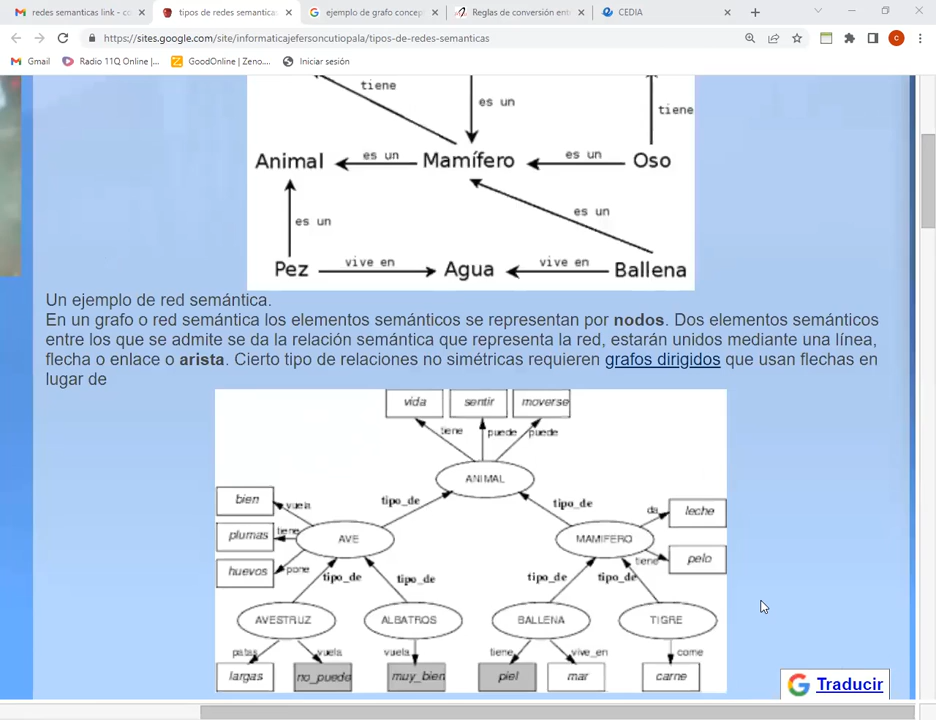 redes semanticas link - c
tipos de redes semantica
ejemplo de grafo concep
Reglas de conversión ent
CEDIA
https://sites.google.com/site/informaticajefersoncutiopala/tipos-de-redes-semanticas
c
Gmail
Radio 11Q Online |...
GoodOnline | Zeno....
Iniciar sesión
tiene
es un
tiene
Animal
es un
Mamífero
es un
Oso
es un
es un
Pez
vive en
Agua
vive en
Ballena
Un ejemplo de red semántica.
En un grafo o red semántica los elementos semánticos se representan por nodos. Dos elementos semánticos
entre los que se admite se da la relación semántica que representa la red, estarán unidos mediante una línea,
flecha o enlace o arista. Cierto tipo de relaciones no simétricas requieren grafos dirigidos que usan flechas en
lugar de
vida
sentir
moverse
tiene
puede
puede
ANIMAL
tipo_de
tipo_de
bien
vuela
da
leche
plumas
tiene
AVE
MAMIFERO
tiene
pelo
huevos
pone
tipo_de
tipo_de
tipo_de
tipo_de
AVESTRUZ
ALBATROS
BALLENA
TIGRE
patas
vuela
vuela
tiene
vive_en
come
largas
no_puede
muy_bien
piel
mar
carne
Traducir